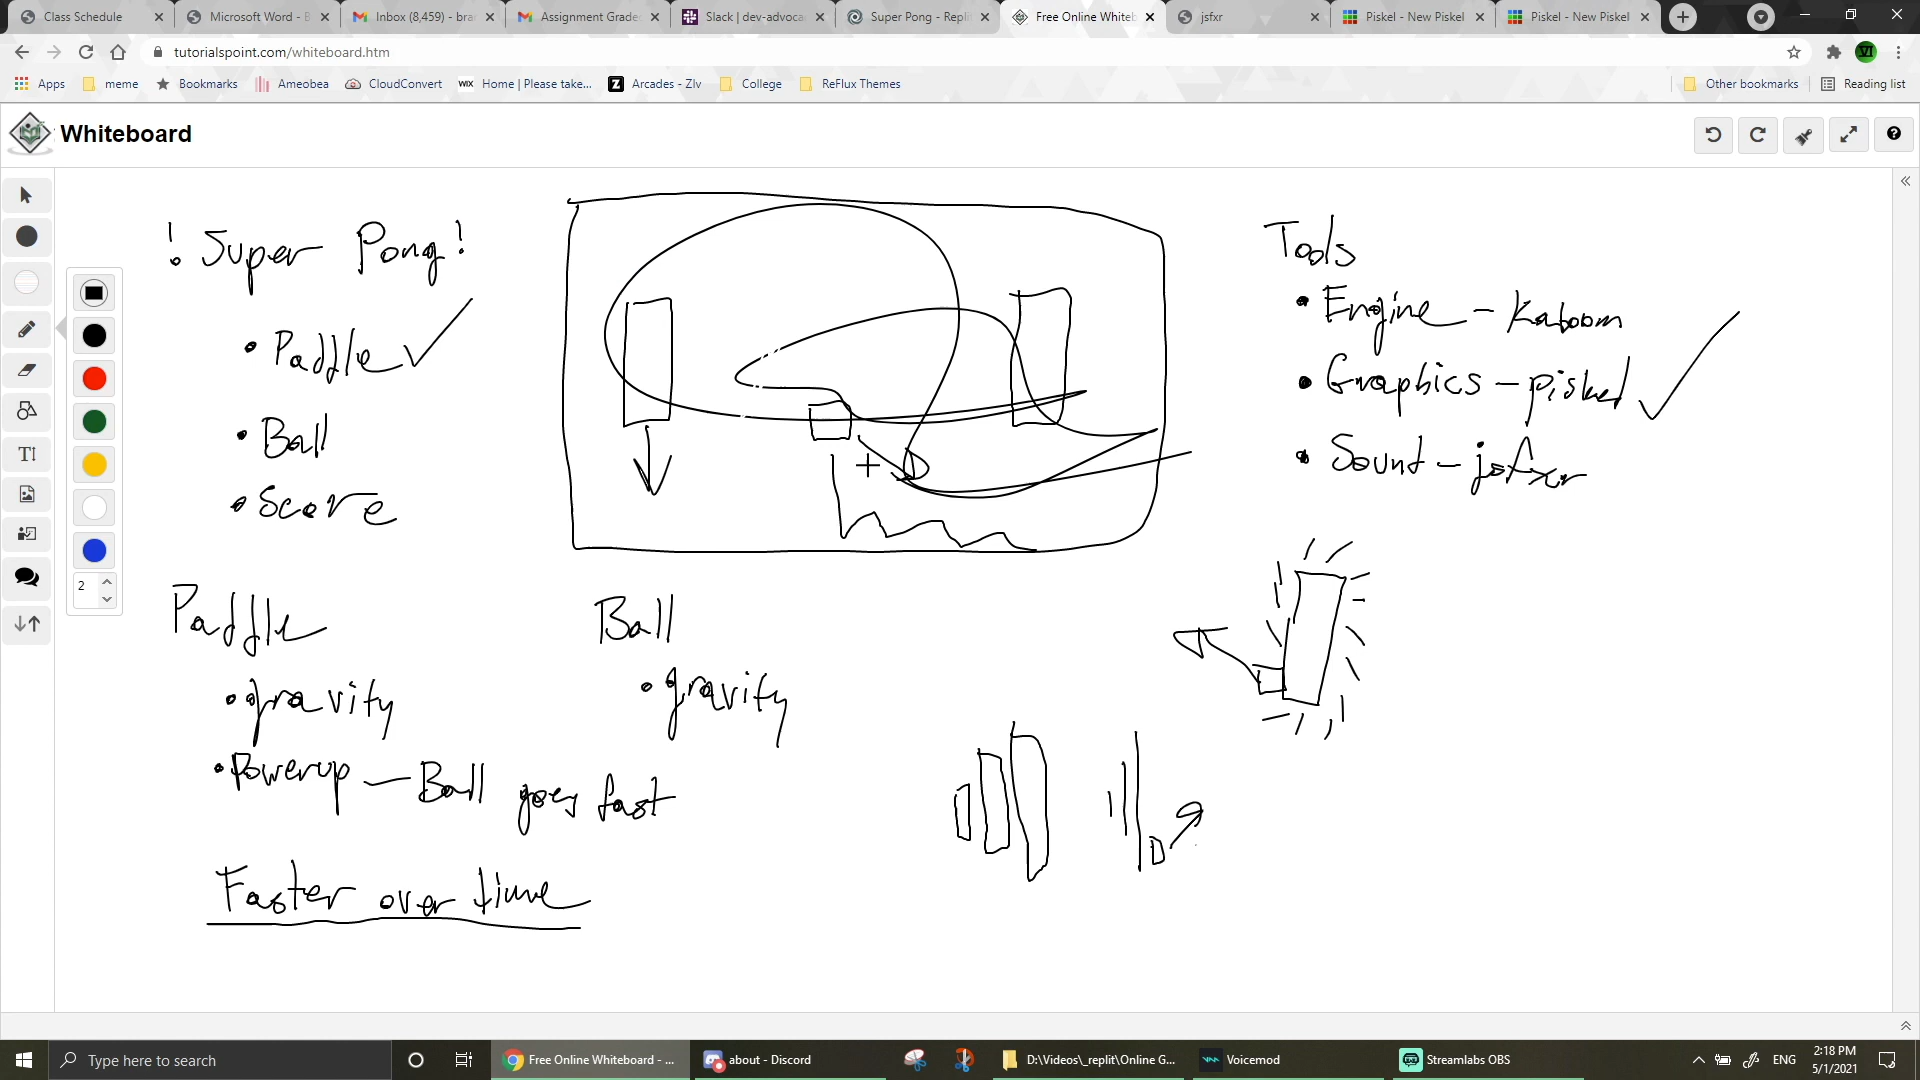 Class Schedule
Microsoft Word - B
Inbox (8,459) - bra
Assignment Grade
Slack | dev-advoca
Super Pong - Repli
Free Online Whiteb
jsfxr
Piskel - New Piskel
Piskel - New Piskel
tutorialspoint.com/whiteboard.htm
Apps
meme
Bookmarks
Ameobea
CloudConvert
WIX Home | Please take...
Z Arcades - Zlv
College
ReFlux Themes
Other bookmarks
Reading list
Whiteboard
! Super Pong!
• Paddle
• Ball
• Score
Tools
• Engine - Kaboom
• Graphics - piskel
• Sound - jsfxr
2
Paddle
• gravity
• Powerup - Ball goes fast
Faster over time
Ball
• gravity
Type here to search
Free Online Whiteboard - ...
about - Discord
D:\Videos\_replit\Online G...
Voicemod
Streamlabs OBS
ENG
2:18 PM
5/1/2021